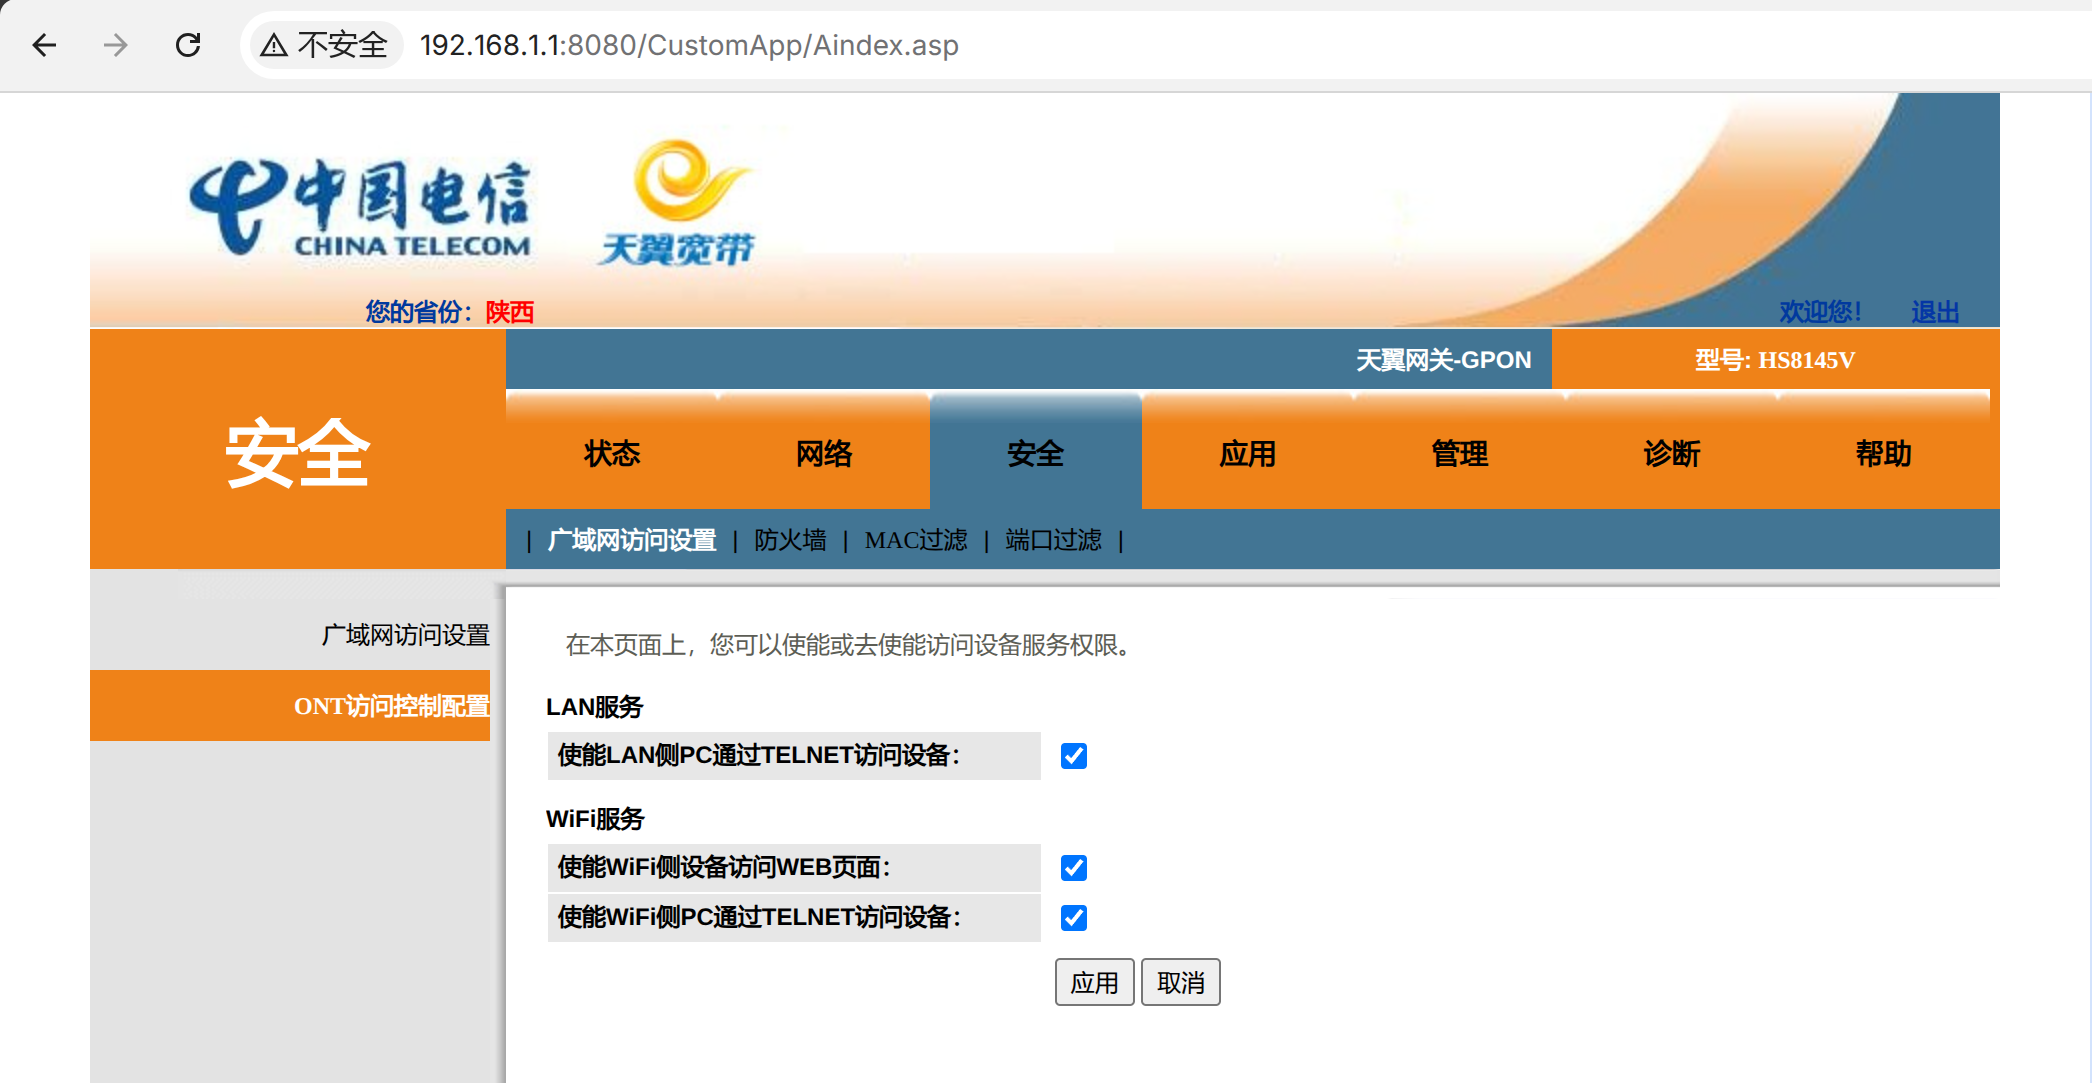 不安全 192.168.1.1:8080/CustomApp/Aindex.asp
中国电信
CHINA TELECOM
天翼宽带
您的省份：陕西
欢迎您！ 退出
天翼网关-GPON 型号: HS8145V
安全
状态 网络 安全 应用 管理 诊断 帮助
| 广域网访问设置 | 防火墙 | MAC过滤 | 端口过滤 |
广域网访问设置
ONT访问控制配置
在本页面上，您可以使能或去使能访问设备服务权限。
LAN服务
使能LAN侧PC通过TELNET访问设备：
WiFi服务
使能WiFi侧设备访问WEB页面：
使能WiFi侧PC通过TELNET访问设备：
应用 取消